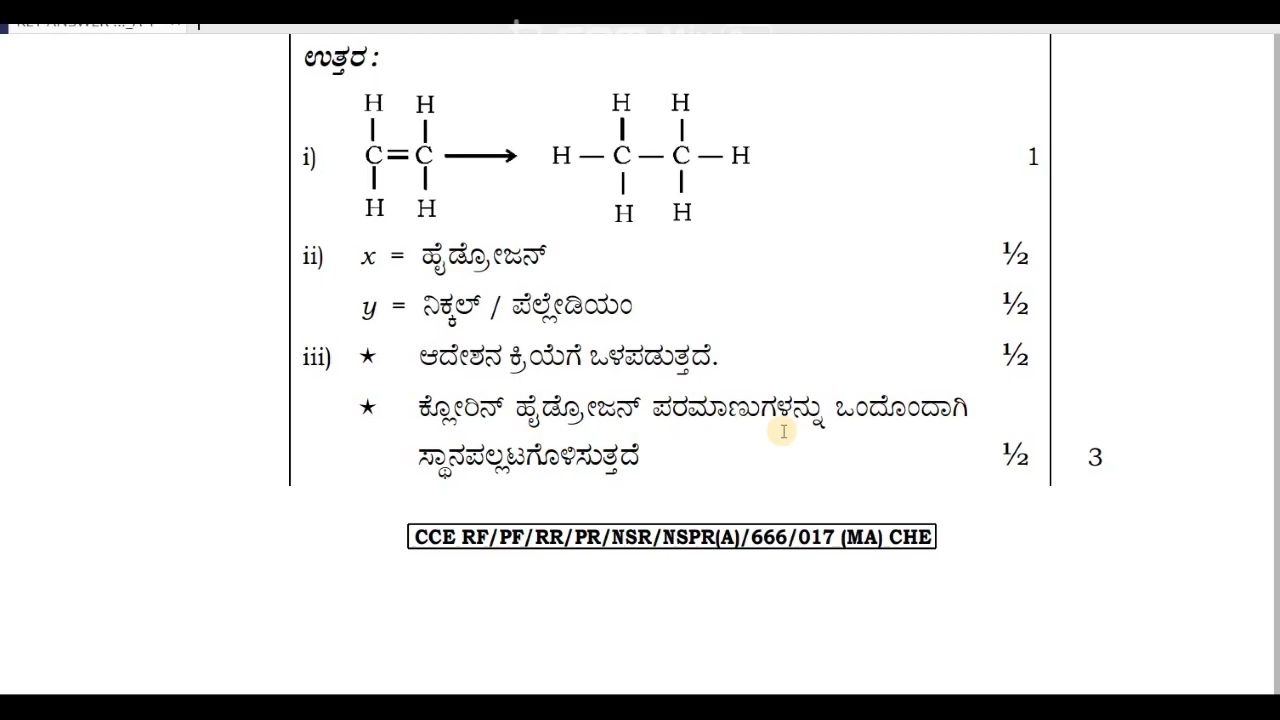 ಉತ್ತರ :
H H H H
i) C=C ⟶ H — C — C — H 1
H H H H
ii) x = ಹೈಡ್ರೋಜನ್ ½
y = ನಿಕ್ಕಲ್ / ಪೆಲ್ಲೇಡಿಯಂ ½
iii) ★ ಆದೇಶನ ಕ್ರಿಯೆಗೆ ಒಳಪಡುತ್ತದೆ. ½
★ ಕ್ಲೋರಿನ್ ಹೈಡ್ರೋಜನ್ ಪರಮಾಣುಗಳನ್ನು ಒಂದೊಂದಾಗಿ
ಸ್ಥಾನಪಲ್ಲಟಗೊಳಿಸುತ್ತದೆ ½ 3
CCE RF/PF/RR/PR/NSR/NSPR(A)/666/017 (MA) CHE